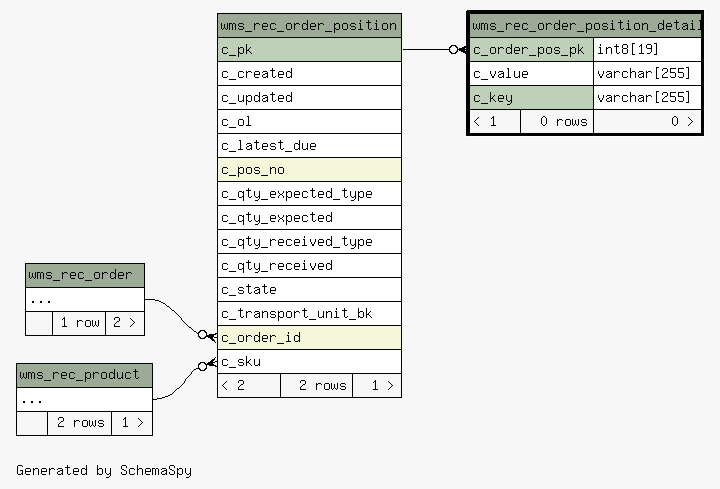 wms_rec_order_position
c_pk
c_created
c_updated
c_ol
c_latest_due
c_pos_no
c_qty_expected_type
c_qty_expected
c_qty_received_type
c_qty_received
c_state
c_transport_unit_bk
c_order_id
c_sku
< 2 2 rows 1 >
wms_rec_order_position_detail
c_order_pos_pk int8[19]
c_value varchar[255]
c_key varchar[255]
< 1 0 rows 0 >
wms_rec_order
...
1 row 2 >
wms_rec_product
...
2 rows 1 >
Generated by SchemaSpy